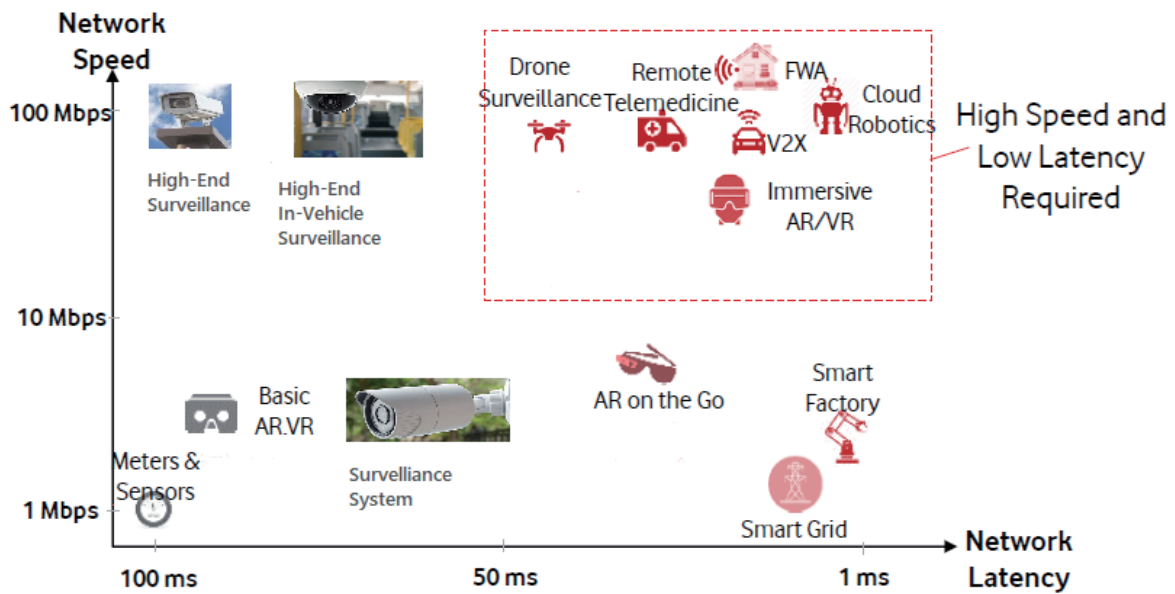 Network
Speed
100 Mbps
10 Mbps
1 Mbps
High-End
Surveillance
High-End
In-Vehicle
Surveillance
Drone
Surveillance
Remote
Telemedicine
FWA
V2X
Cloud
Robotics
Immersive
AR/VR
High Speed and
Low Latency
Required
Basic
AR.VR
Meters &
Sensors
Survelliance
System
AR on the Go
Smart
Factory
Smart Grid
100 ms
50 ms
1 ms
Network
Latency